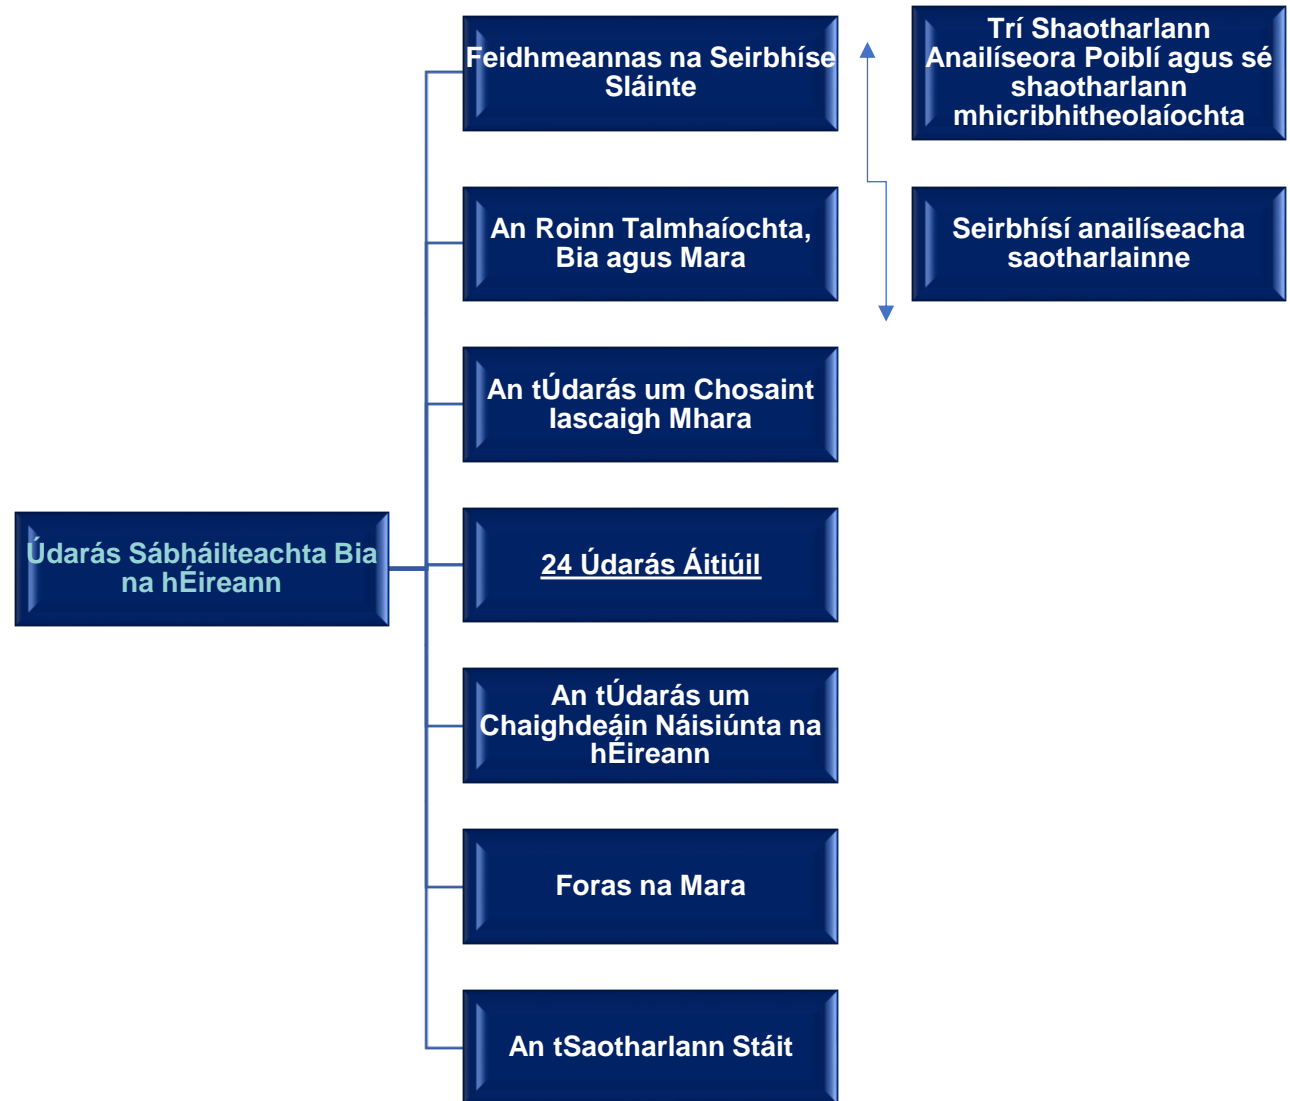 Údarás Sábháilteachta Bia
na hÉireann
Feidhmeannas na Seirbhíse
Sláinte
An Roinn Talmhaíochta,
Bia agus Mara
An tÚdarás um Chosaint
Iascaigh Mhara
24 Údarás Áitiúil
An tÚdarás um
Chaighdeáin Náisiúnta na
hÉireann
Foras na Mara
An tSaotharlann Stáit
Trí Shaotharlann
Anailíseora Poiblí agus sé
shaotharlann
mhicribhitheolaíochta
Seirbhísí anailíseacha
saotharlainne